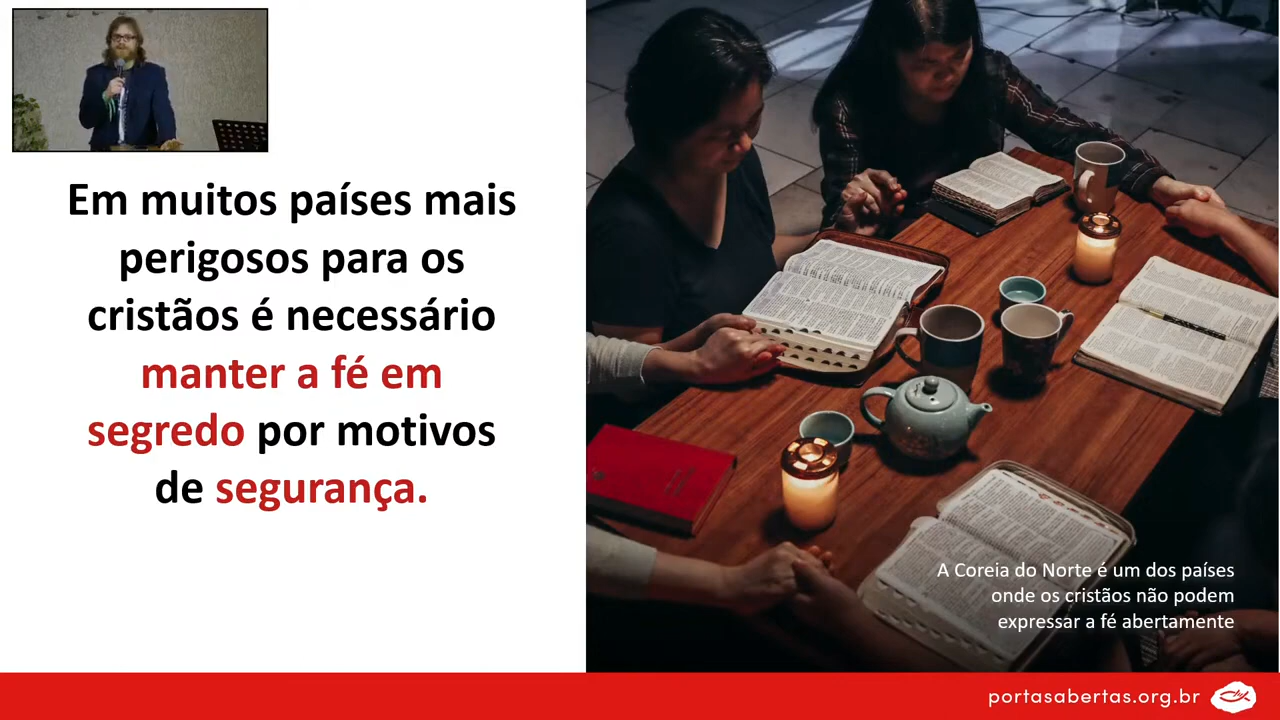 Em muitos países mais
perigosos para os
cristãos é necessário
manter a fé em
segredo por motivos
de segurança.
A Coreia do Norte é um dos países
onde os cristãos não podem
expressar a fé abertamente
portasabertas.org.br